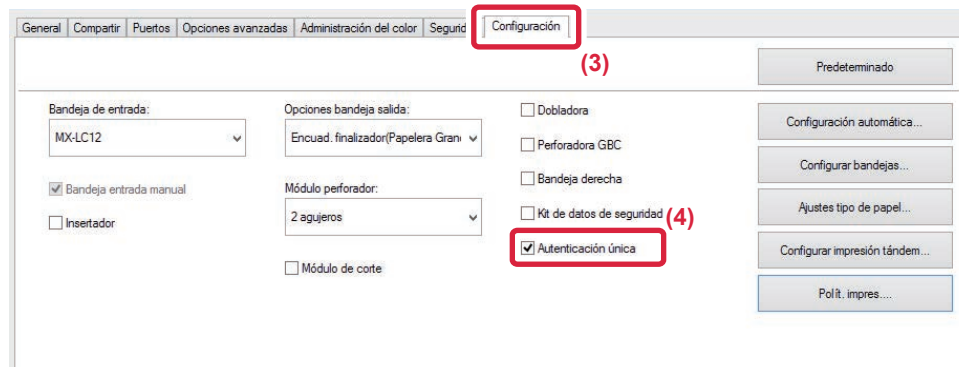 General Compartir Puertos Opciones avanzadas Administración del color Segurid Configuración
(3)
Predeterminado
Bandeja de entrada:
MX-LC12
Bandeja entrada manual
Insertador
Opciones bandeja salida:
Encuad. finalizador(Papelera Gran
Módulo perforador:
2 agujeros
Módulo de corte
Dobladora
Perforadora GBC
Bandeja derecha
Kit de datos de seguridad
(4)
Autenticación única
Configuración automática...
Configurar bandejas...
Ajustes tipo de papel...
Configurar impresión tándem...
Polít. impres....